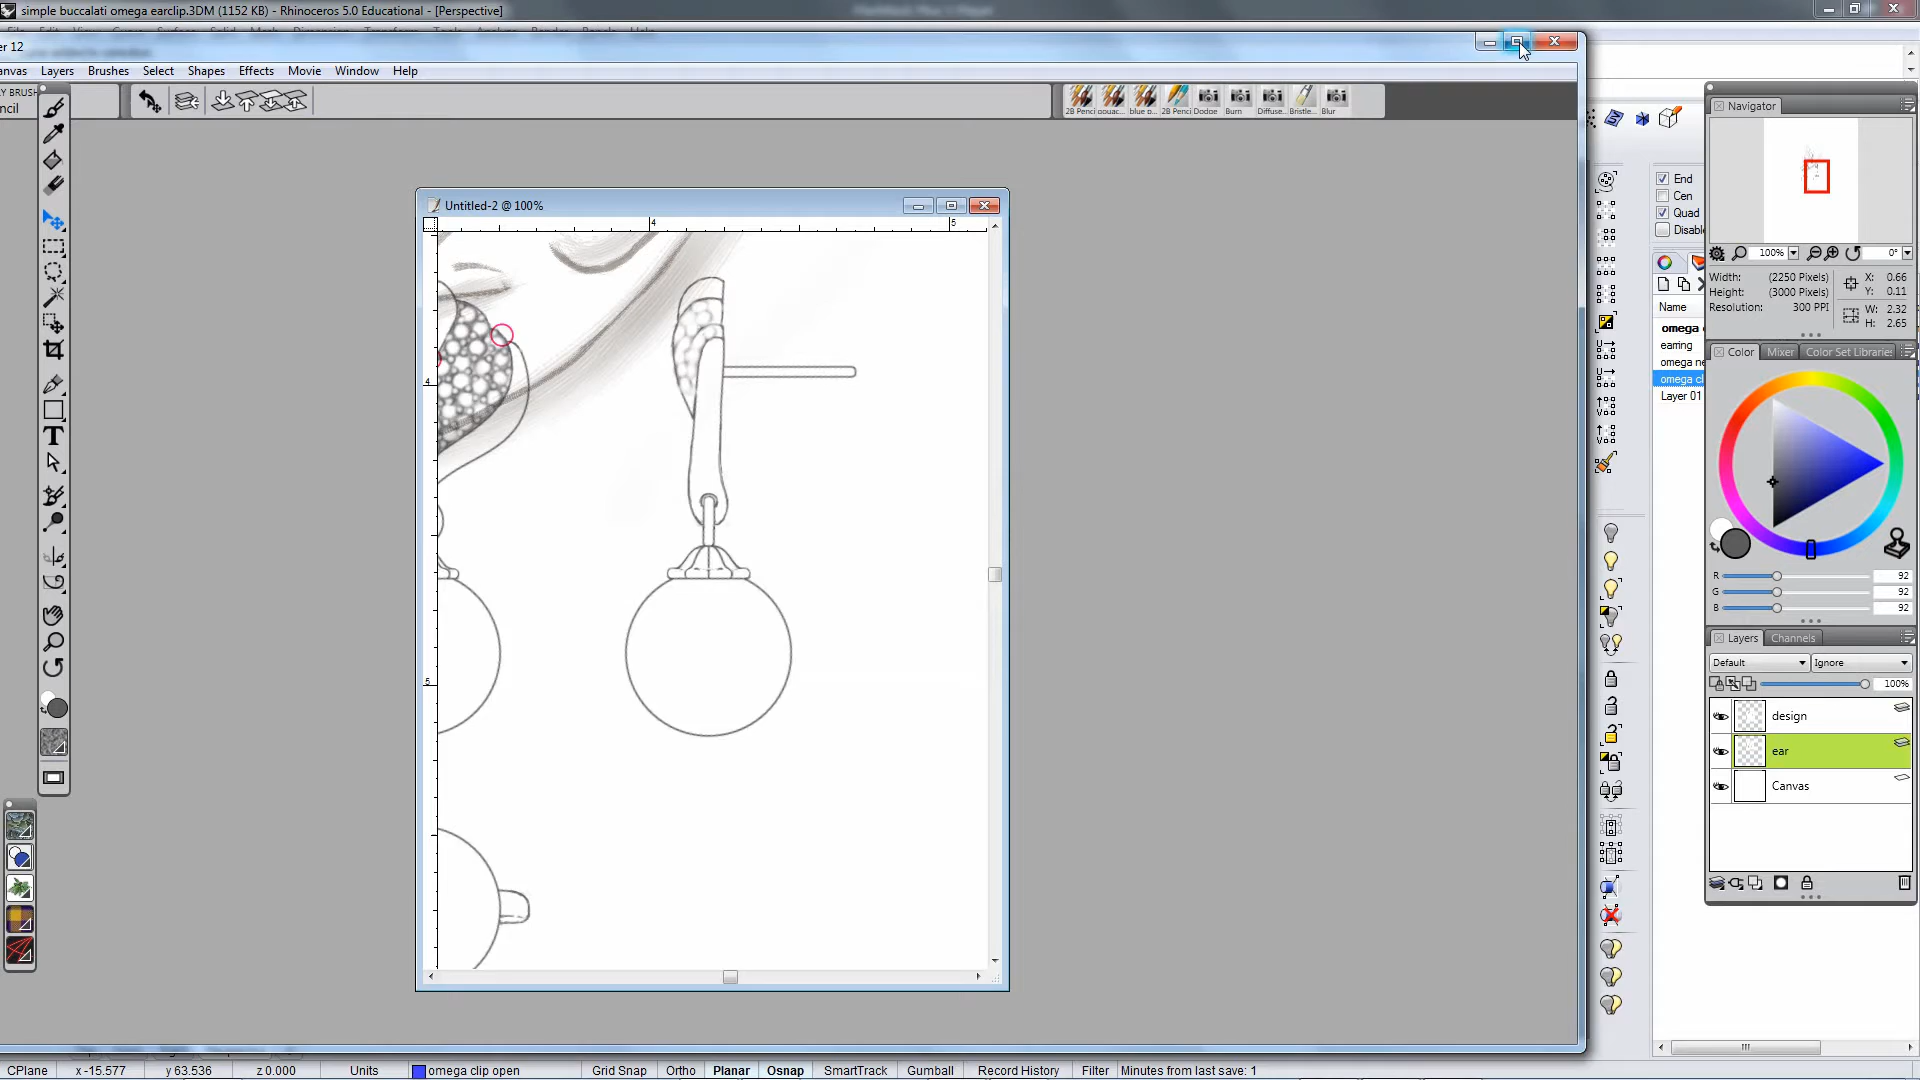 simple buccalati omega earclip.3DM (1152 KB) - Rhinoceros 5.0 Educational - [Perspective]
er 12
anvas Layers Brushes Select Shapes Effects Movie Window Help
Y BRUSH
ncil
2B Penci
blue p...
2B Penci
Dodge
Burn
Diffuse...
Bristle...
Blur
Untitled-2 @ 100%
4
5
4
5
T
End
Cen
Quad
Disable
Name
omega
earring
omega ne
omega cl
Layer 01
Navigator
100%
0°
Width: (2250 Pixels)
Height: (3000 Pixels)
Resolution: 300 PPI
X: 0.66
Y: 0.11
W: 2.32
H: 2.65
Color Mixer Color Set Libraries
R 92
G 92
B 92
Layers Channels
Default Ignore
100%
design
ear
Canvas
CPlane x -15.577 y 63.536 z 0.000 Units omega clip open Grid Snap Ortho Planar Osnap SmartTrack Gumball Record History Filter Minutes from last save: 1